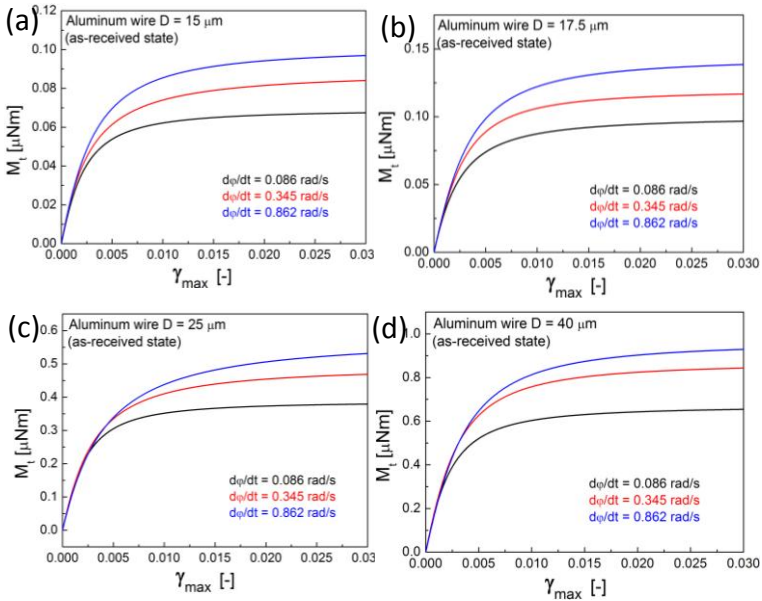 (a)
Aluminum wire D = 15 μm
(as-received state)
0.12
0.10
0.08
0.06
0.04
0.02
0.00
M_t [μNm]
dφ/dt = 0.086 rad/s
dφ/dt = 0.345 rad/s
dφ/dt = 0.862 rad/s
0.000 0.005 0.010 0.015 0.020 0.025 0.030
γ_max [-]
(b)
Aluminum wire D = 17.5 μm
(as-received state)
0.15
0.10
0.05
0.00
M_t [μNm]
dφ/dt = 0.086 rad/s
dφ/dt = 0.345 rad/s
dφ/dt = 0.862 rad/s
0.000 0.005 0.010 0.015 0.020 0.025 0.030
γ_max [-]
(c)
Aluminum wire D = 25 μm
(as-received state)
0.6
0.5
0.4
0.3
0.2
0.1
0.0
M_t [μNm]
dφ/dt = 0.086 rad/s
dφ/dt = 0.345 rad/s
dφ/dt = 0.862 rad/s
0.000 0.005 0.010 0.015 0.020 0.025 0.03
γ_max [-]
(d)
Aluminum wire D = 40 μm
(as-received state)
1.0
0.8
0.6
0.4
0.2
0.0
M_t [μNm]
dφ/dt = 0.086 rad/s
dφ/dt = 0.345 rad/s
dφ/dt = 0.862 rad/s
0.000 0.005 0.010 0.015 0.020 0.025 0.030
γ_max [-]